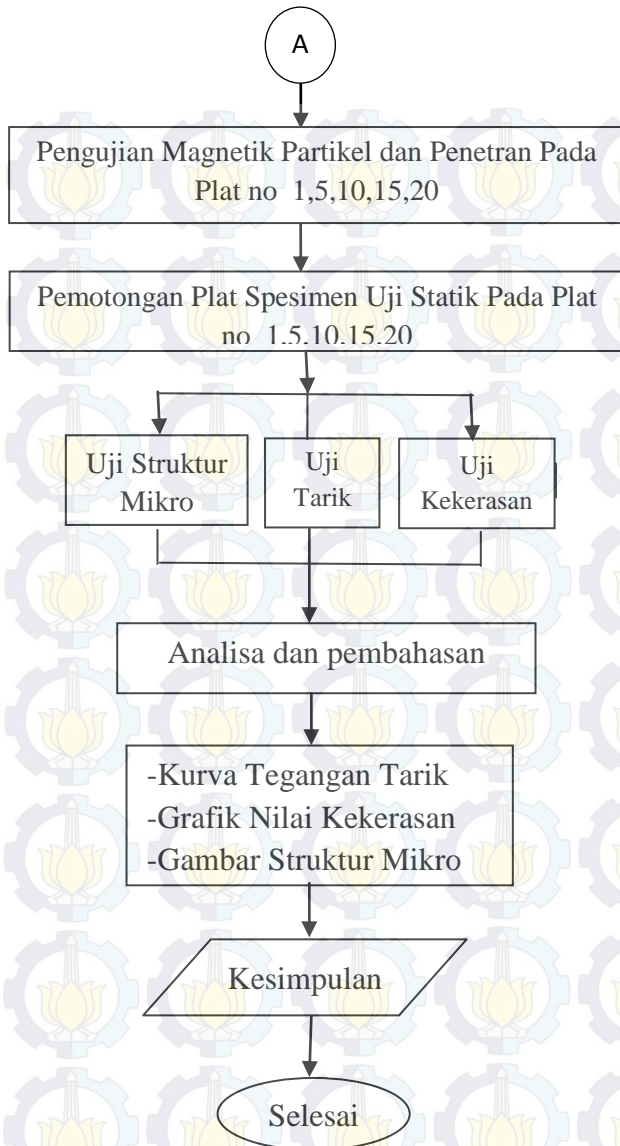 A
Pengujian Magnetik Partikel dan Penetran Pada
Plat no 1,5,10,15,20
Pemotongan Plat Spesimen Uji Statik Pada Plat
no 1,5,10,15,20
Uji Struktur
Mikro
Uji
Tarik
Uji
Kekerasan
Analisa dan pembahasan
-Kurva Tegangan Tarik
-Grafik Nilai Kekerasan
-Gambar Struktur Mikro
Kesimpulan
Selesai